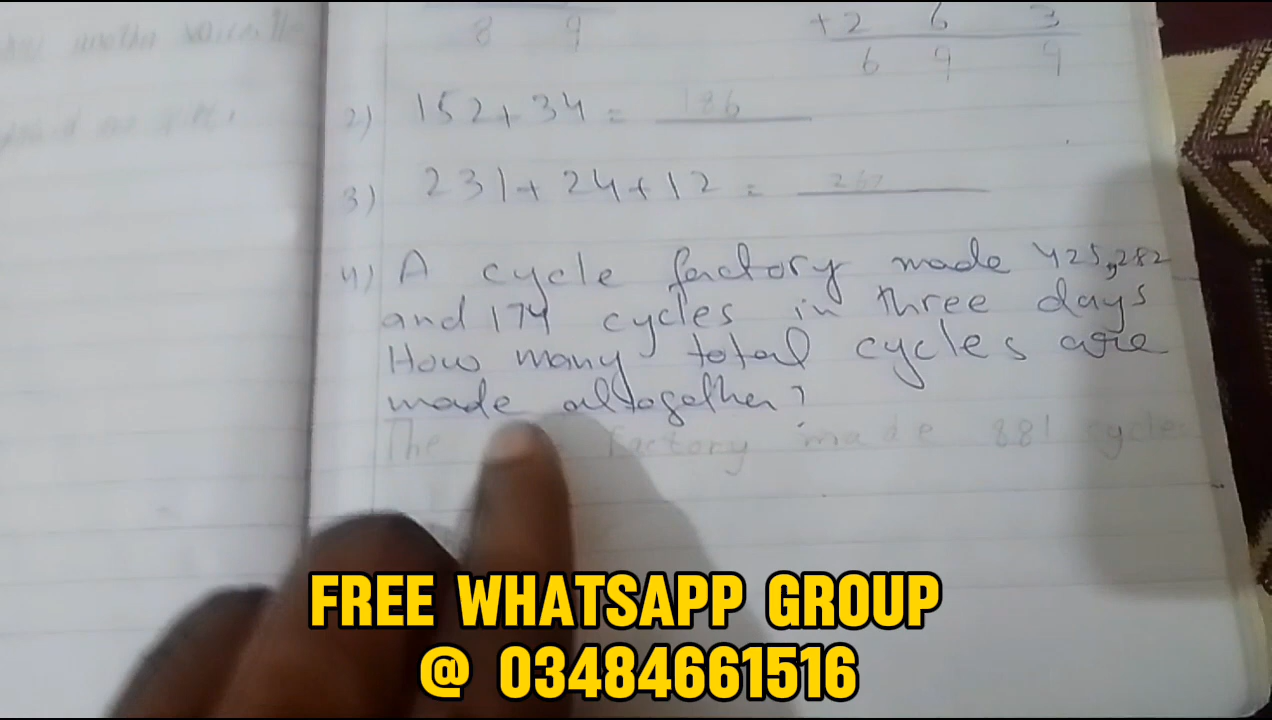 8 9
+2 6 3
6 9 9
2) 152+34 = 186
3) 231+24+12 = 267
4) A cycle factory made 425,282
and 174 cycles in three days
How many total cycles are
made altogether?
The factory made 881 cycles
FREE WHATSAPP GROUP
@ 03484661516